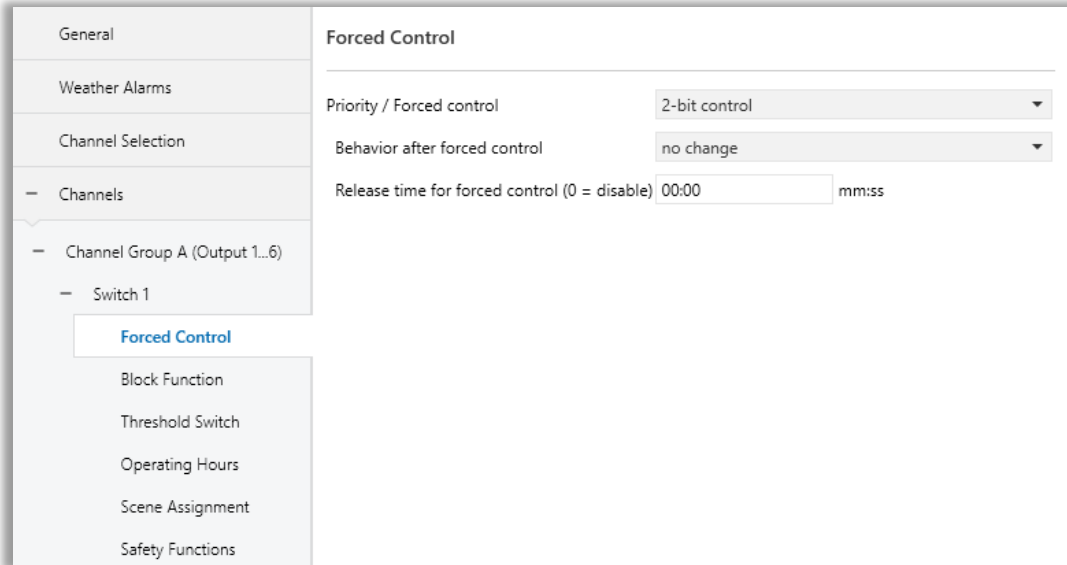 General
Weather Alarms
Channel Selection
Channels
Channel Group A (Output 1...6)
Switch 1
Forced Control
Block Function
Threshold Switch
Operating Hours
Scene Assignment
Safety Functions
Forced Control
Priority / Forced control 2-bit control
Behavior after forced control no change
Release time for forced control (0 = disable) 00:00 mm:ss